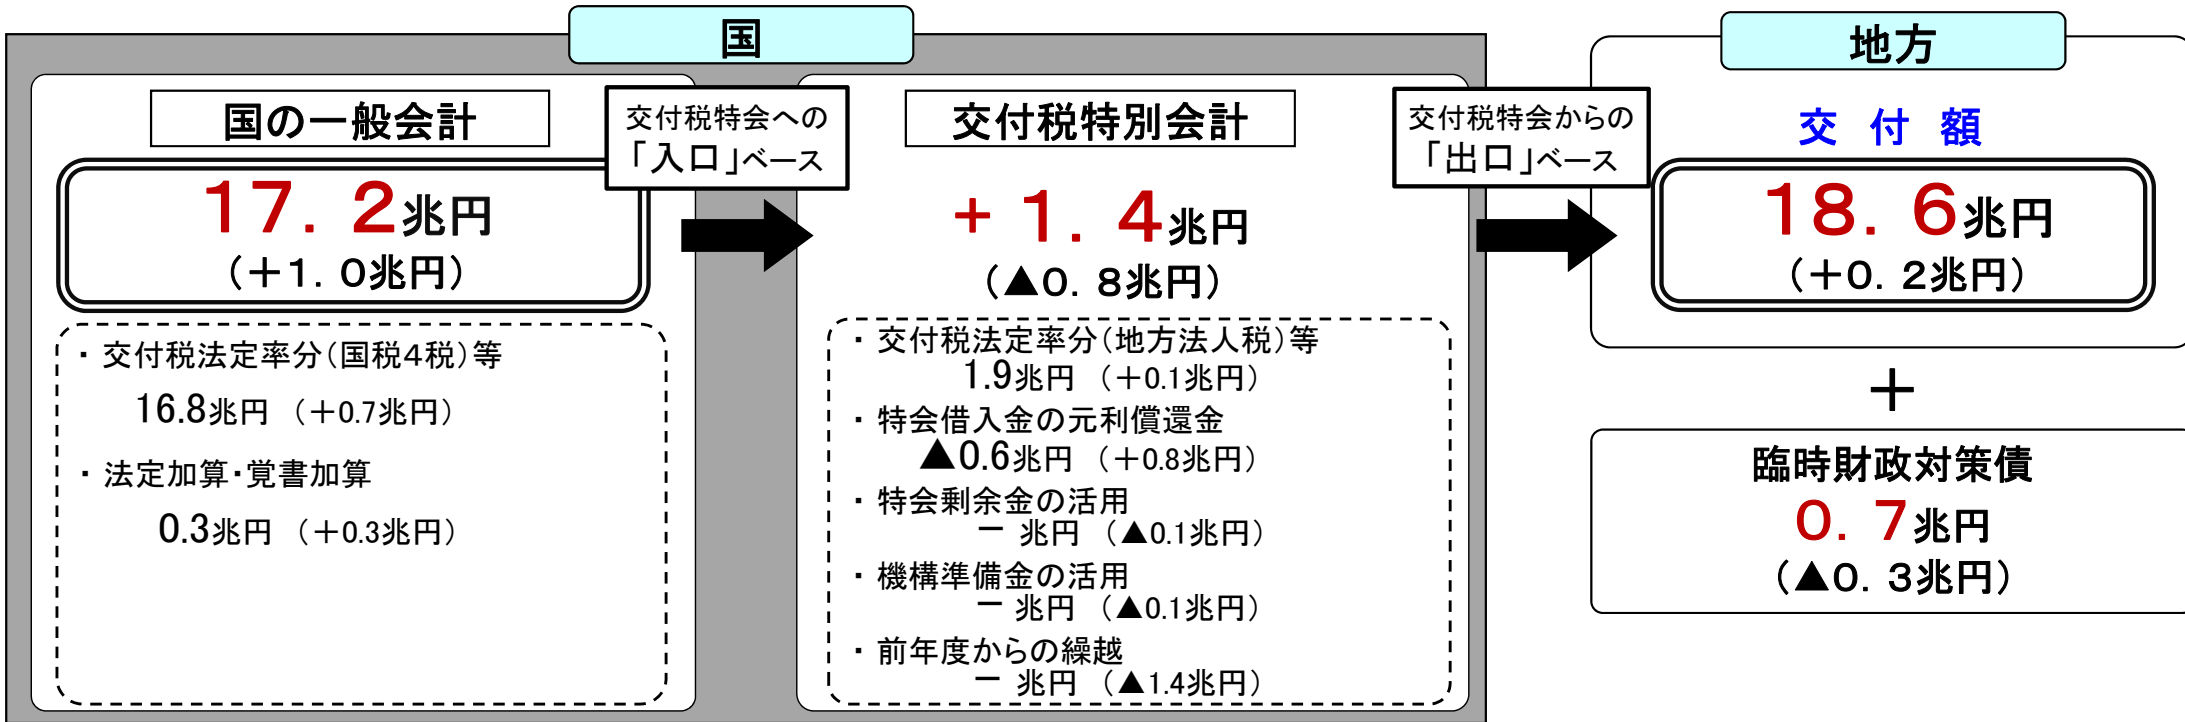 国
国の一般会計
17. 2兆円
(+1. 0兆円)
・ 交付税法定率分(国税4税)等
16.8兆円 (+0.7兆円)
・ 法定加算・覚書加算
0.3兆円 (+0.3兆円)
交付税特会への
「入口」ベース
交付税特別会計
+ 1. 4兆円
(▲0. 8兆円)
・ 交付税法定率分(地方法人税)等
1.9兆円 (+0.1兆円)
・ 特会借入金の元利償還金
▲0.6兆円 (+0.8兆円)
・ 特会剰余金の活用
ー 兆円 (▲0.1兆円)
・ 機構準備金の活用
ー 兆円 (▲0.1兆円)
・ 前年度からの繰越
ー 兆円 (▲1.4兆円)
交付税特会からの
「出口」ベース
地方
交 付 額
18. 6兆円
(+0. 2兆円)
+
臨時財政対策債
0. 7兆円
(▲0. 3兆円)